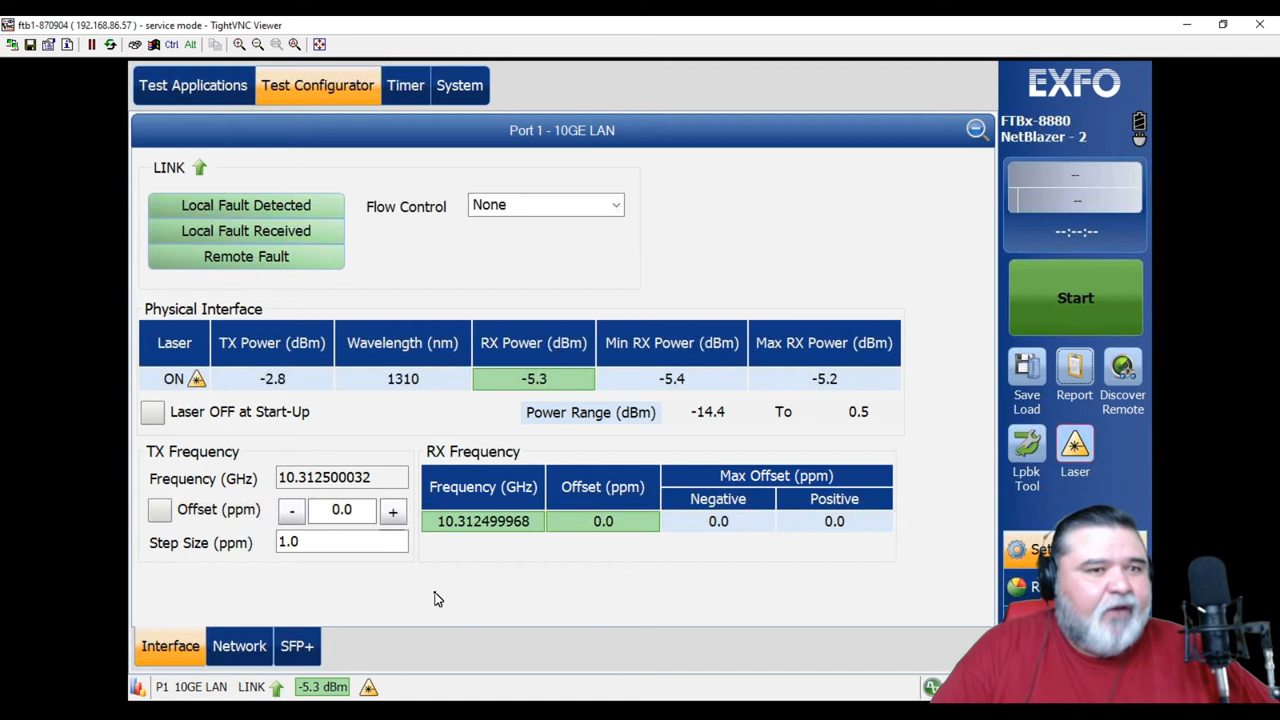 ftb1-870904 ( 192.168.86.57 ) - service mode - TightVNC Viewer
Ctrl Alt
Test Applications Test Configurator Timer System
EXFO
FTBx-8880
NetBlazer - 2
Port 1 - 10GE LAN
LINK
Local Fault Detected
Local Fault Received
Remote Fault
Flow Control None
--
--
--:--:--
Start
Physical Interface
Laser TX Power (dBm) Wavelength (nm) RX Power (dBm) Min RX Power (dBm) Max RX Power (dBm)
ON -2.8 1310 -5.3 -5.4 -5.2
Laser OFF at Start-Up Power Range (dBm) -14.4 To 0.5
Save
Load
Report
Discover
Remote
Lpbk
Tool
Laser
TX Frequency
Frequency (GHz) 10.312500032
Offset (ppm) - 0.0 +
Step Size (ppm) 1.0
RX Frequency
Frequency (GHz) Offset (ppm) Max Offset (ppm)
Negative Positive
10.312499968 0.0 0.0 0.0
Interface Network SFP+
P1 10GE LAN LINK -5.3 dBm